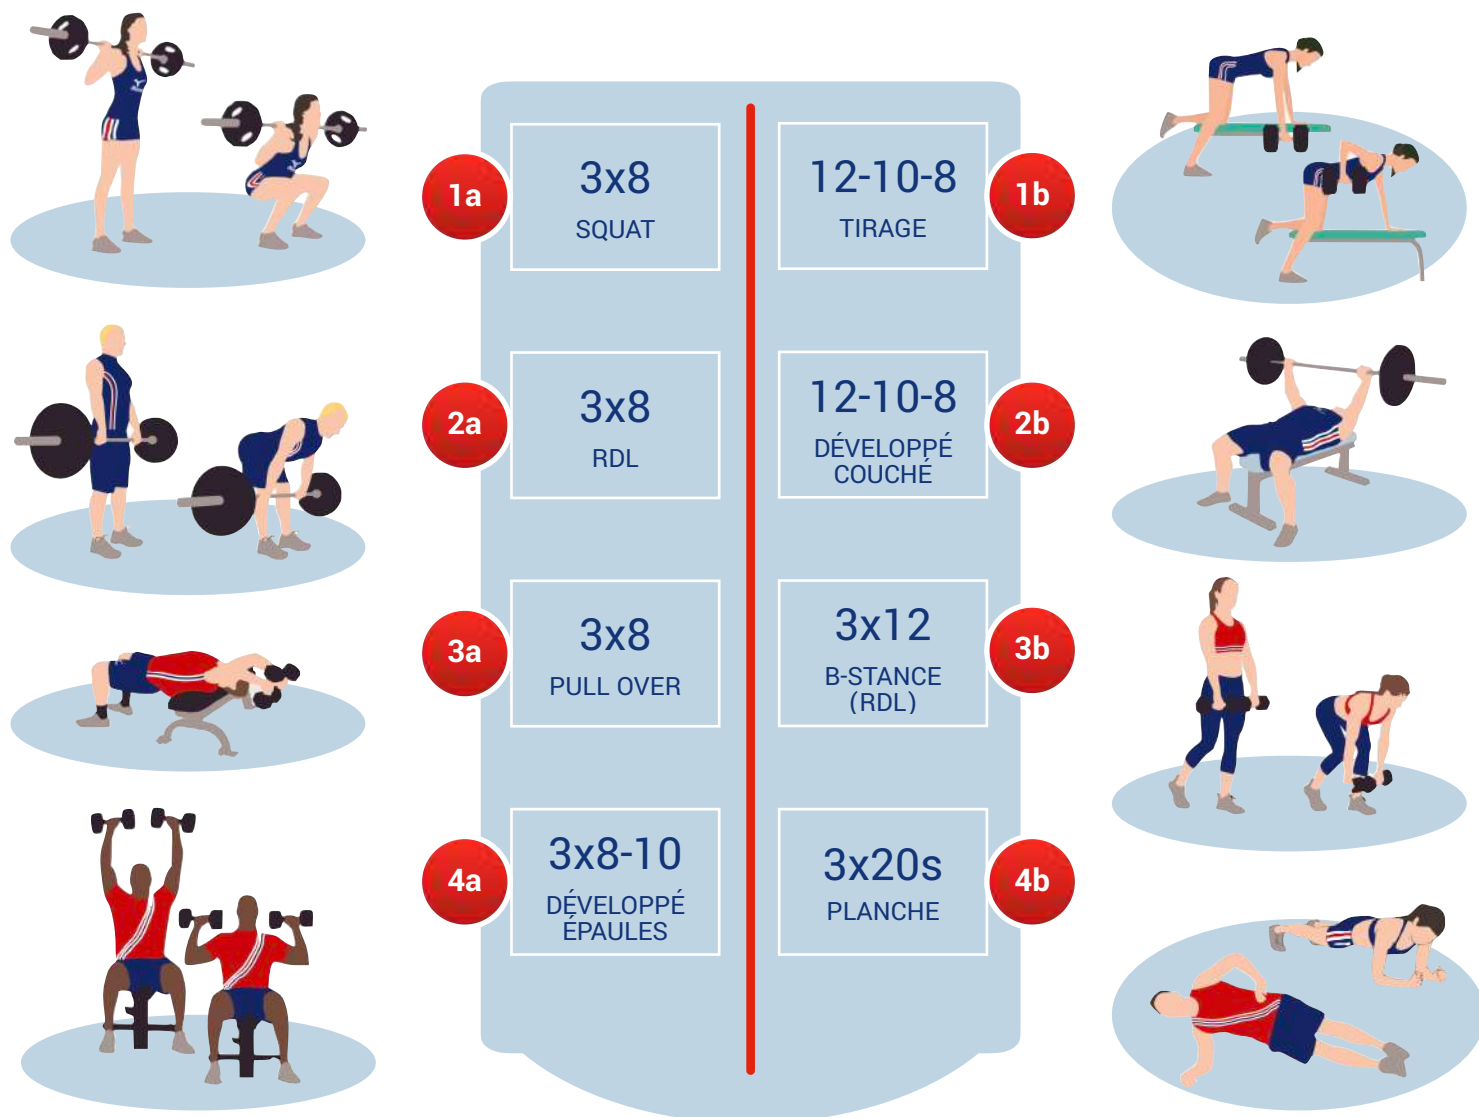 1a
3x8
SQUAT
12-10-8
TIRAGE
1b
2a
3x8
RDL
12-10-8
DÉVELOPPÉ
COUCHÉ
2b
3a
3x8
PULL OVER
3x12
B-STANCE
(RDL)
3b
4a
3x8-10
DÉVELOPPÉ
ÉPAULES
3x20s
PLANCHE
4b